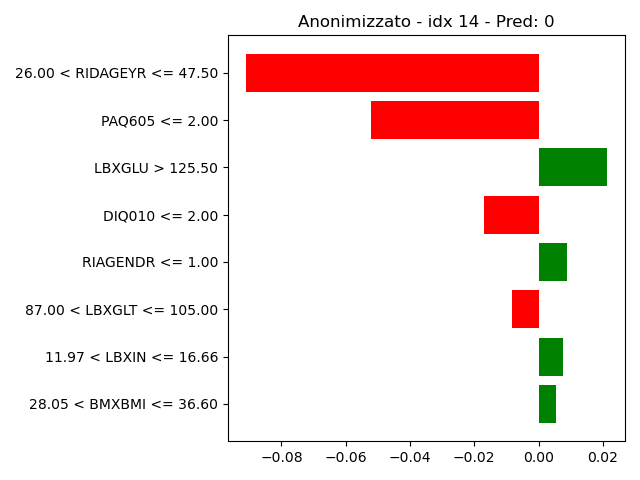 Anonimizzato - idx 14 - Pred: 0
26.00 < RIDAGEYR <= 47.50
PAQ605 <= 2.00
LBXGLU > 125.50
DIQ010 <= 2.00
RIAGENDR <= 1.00
87.00 < LBXGLT <= 105.00
11.97 < LBXIN <= 16.66
28.05 < BMXBMI <= 36.60
−0.08 −0.06 −0.04 −0.02 0.00 0.02